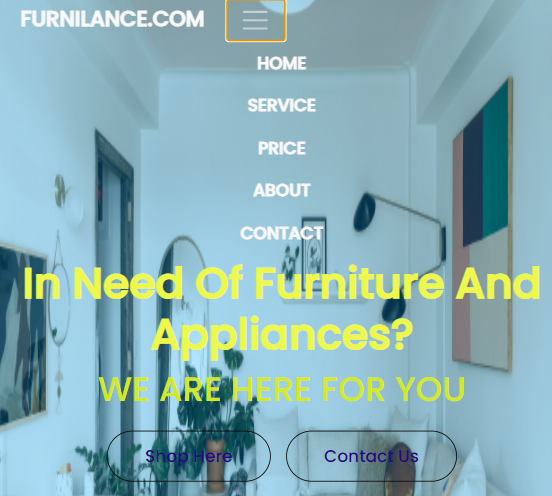 FURNILANCE.COM
HOME
SERVICE
PRICE
ABOUT
CONTACT
In Need Of Furniture And
Appliances?
WE ARE HERE FOR YOU
Shop Here
Contact Us